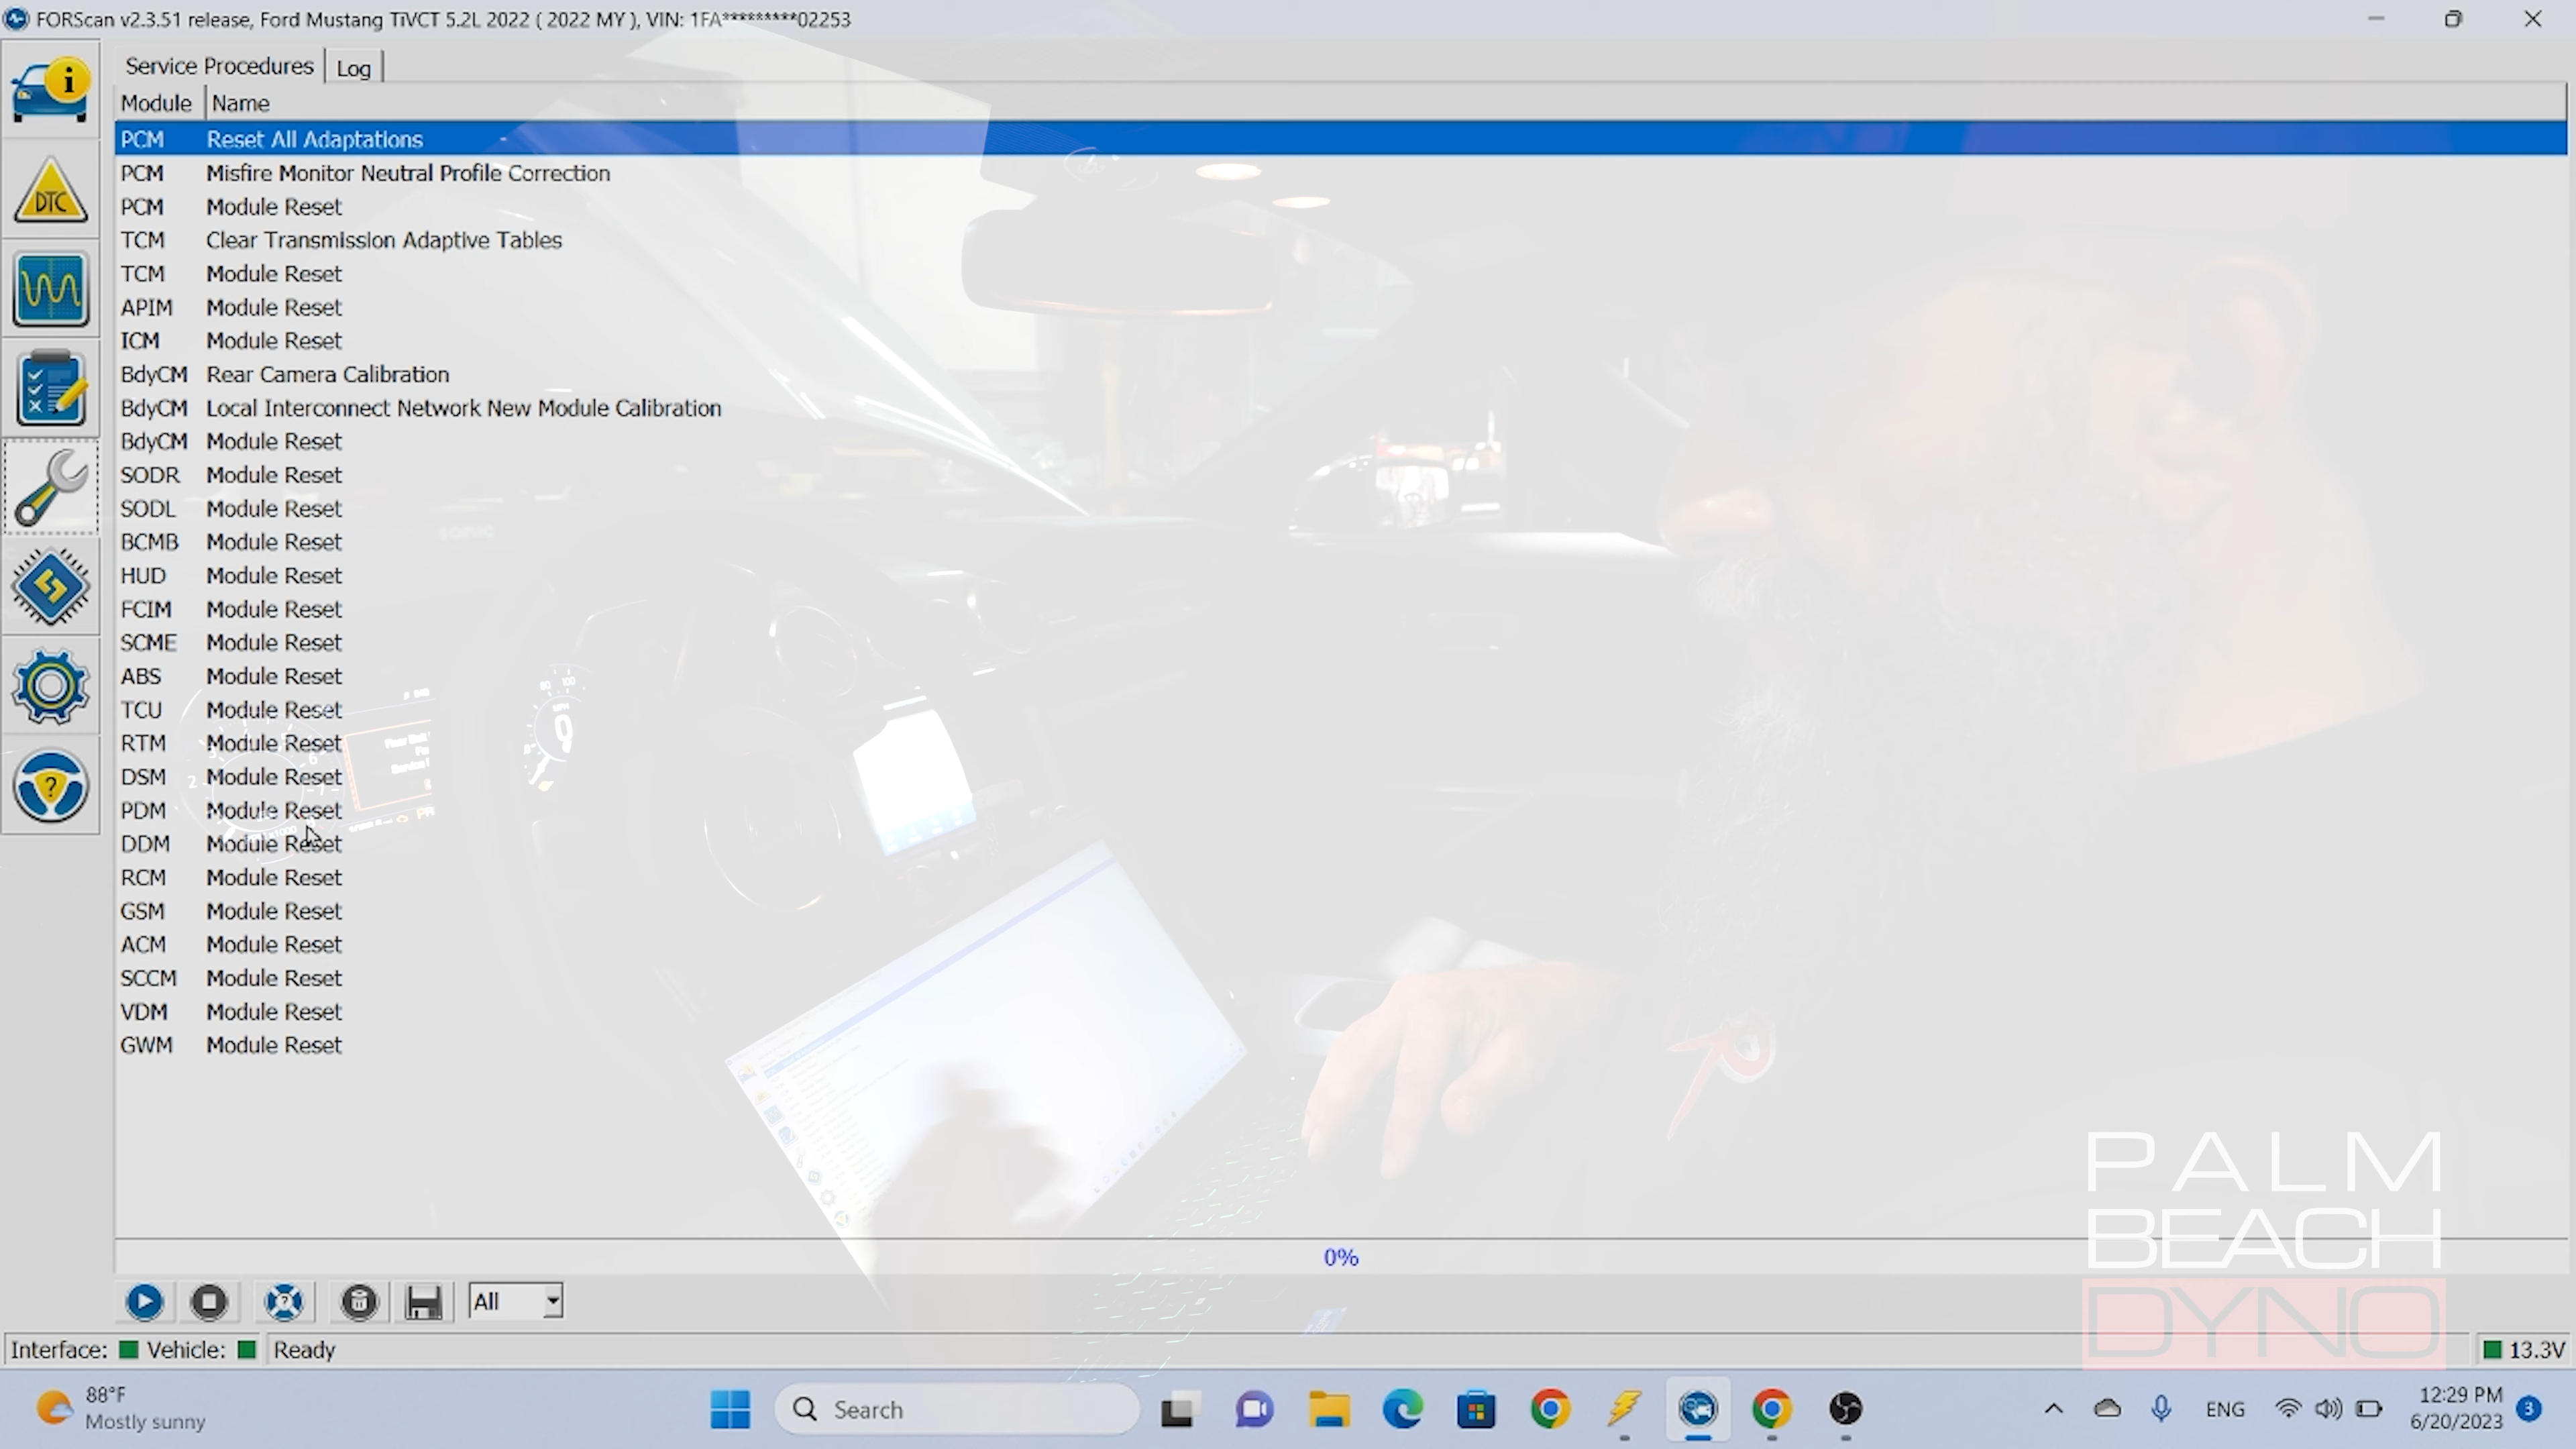 FORScan v2.3.51 release, Ford Mustang TiVCT 5.2L 2022 ( 2022 MY ), VIN: 1FA*********02253
Service Procedures Log
Module Name
PCM Reset All Adaptations
PCM Misfire Monitor Neutral Profile Correction
PCM Module Reset
TCM Clear Transmission Adaptive Tables
TCM Module Reset
APIM Module Reset
ICM Module Reset
BdyCM Rear Camera Calibration
BdyCM Local Interconnect Network New Module Calibration
BdyCM Module Reset
SODR Module Reset
SODL Module Reset
BCMB Module Reset
HUD Module Reset
FCIM Module Reset
SCME Module Reset
ABS Module Reset
TCU Module Reset
RTM Module Reset
DSM Module Reset
PDM Module Reset
DDM Module Reset
RCM Module Reset
GSM Module Reset
ACM Module Reset
SCCM Module Reset
VDM Module Reset
GWM Module Reset
DTC
0%
All
Interface: Vehicle: Ready
13.3V
PALM
BEACH
DYNO
88°F
Mostly sunny
Search
ENG
12:29 PM
6/20/2023
3